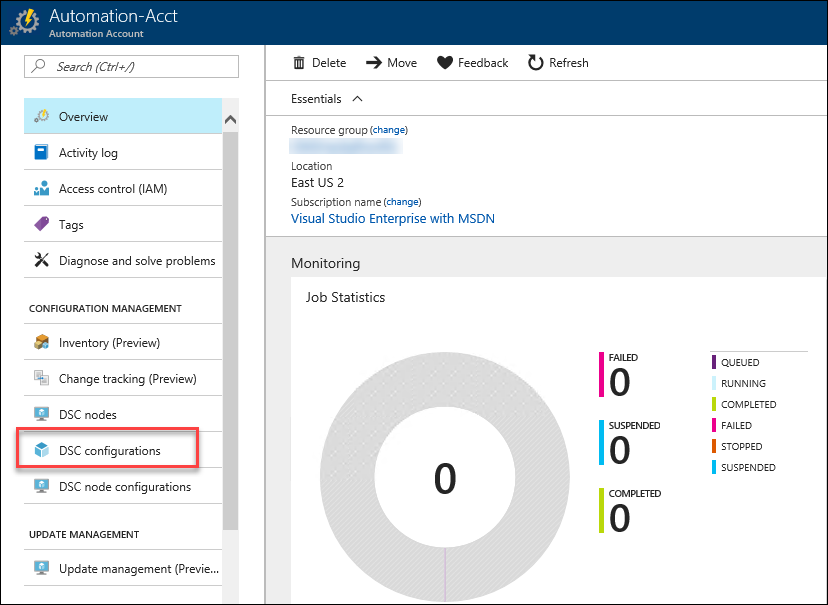 Automation-Acct
Automation Account
Search (Ctrl+/)
Overview
Activity log
Access control (IAM)
Tags
Diagnose and solve problems
CONFIGURATION MANAGEMENT
Inventory (Preview)
Change tracking (Preview)
DSC nodes
DSC configurations
DSC node configurations
UPDATE MANAGEMENT
Update management (Previe...
Delete Move Feedback Refresh
Essentials
Resource group (change)
Location
East US 2
Subscription name (change)
Visual Studio Enterprise with MSDN
Monitoring
Job Statistics
0
FAILED
0
SUSPENDED
0
COMPLETED
0
QUEUED
RUNNING
COMPLETED
FAILED
STOPPED
SUSPENDED